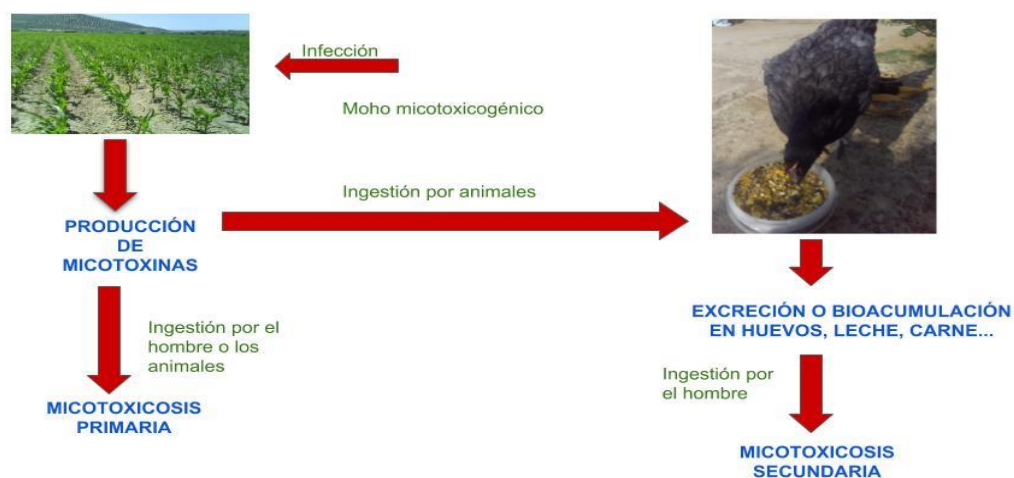 Infección
Moho micotoxicogénico
Ingestión por animales
PRODUCCIÓN
DE
MICOTOXINAS
Ingestión por el
hombre o los
animales
MICOTOXICOSIS
PRIMARIA
EXCRECIÓN O BIOACUMULACIÓN
EN HUEVOS, LECHE, CARNE...
Ingestión por
el hombre
MICOTOXICOSIS
SECUNDARIA